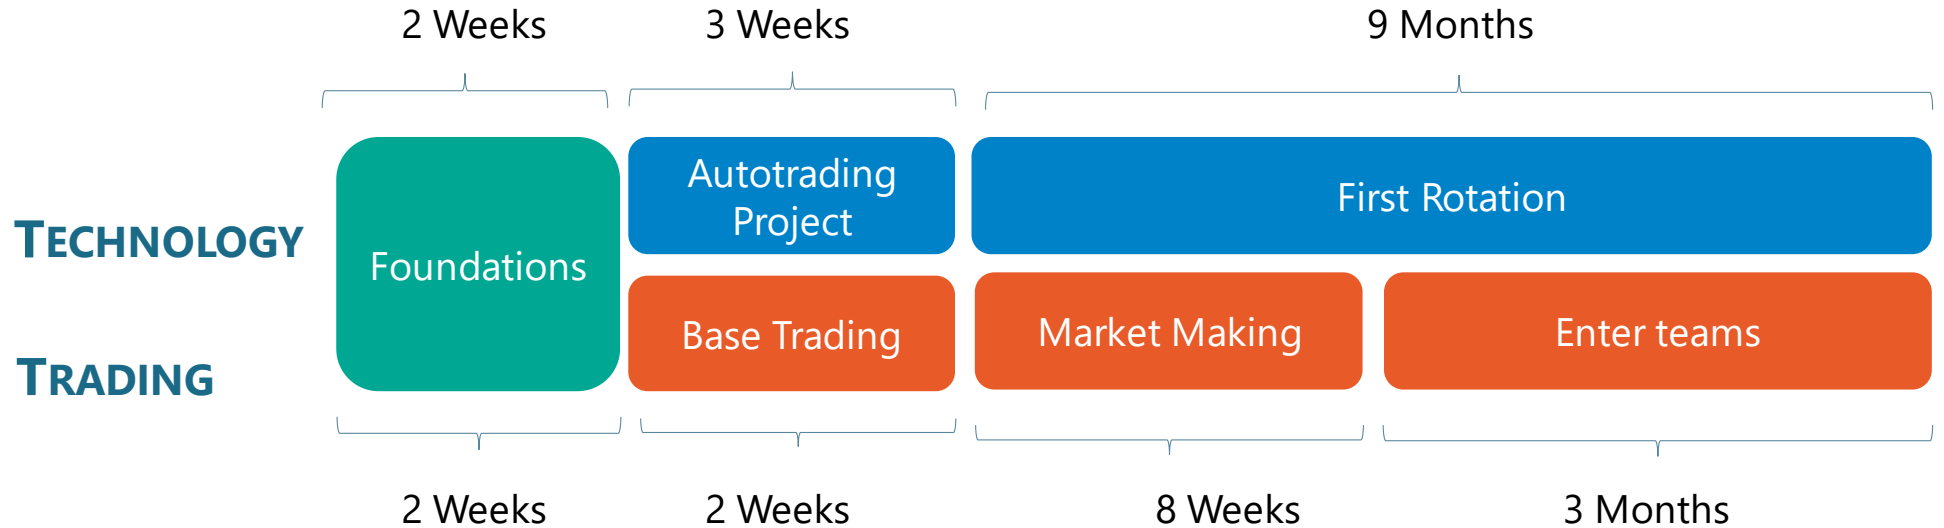 2 Weeks
3 Weeks
9 Months
TECHNOLOGY
TRADING
Foundations
Autotrading
Project
First Rotation
Base Trading
Market Making
Enter teams
2 Weeks
2 Weeks
8 Weeks
3 Months